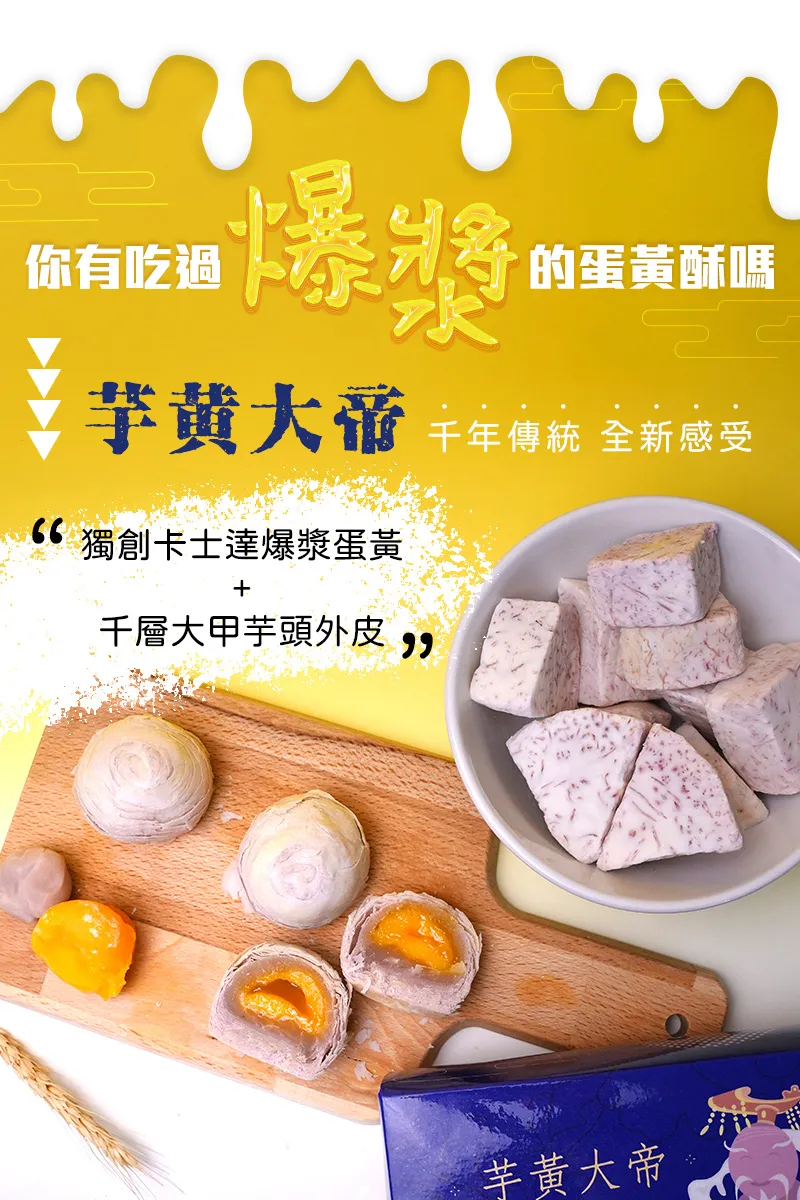 你有吃過爆漿的蛋黃酥嗎
芋黃大帝 千年傳統 全新感受
“獨創卡士達爆漿蛋黃
+
千層大甲芋頭外皮”
芋黃大帝